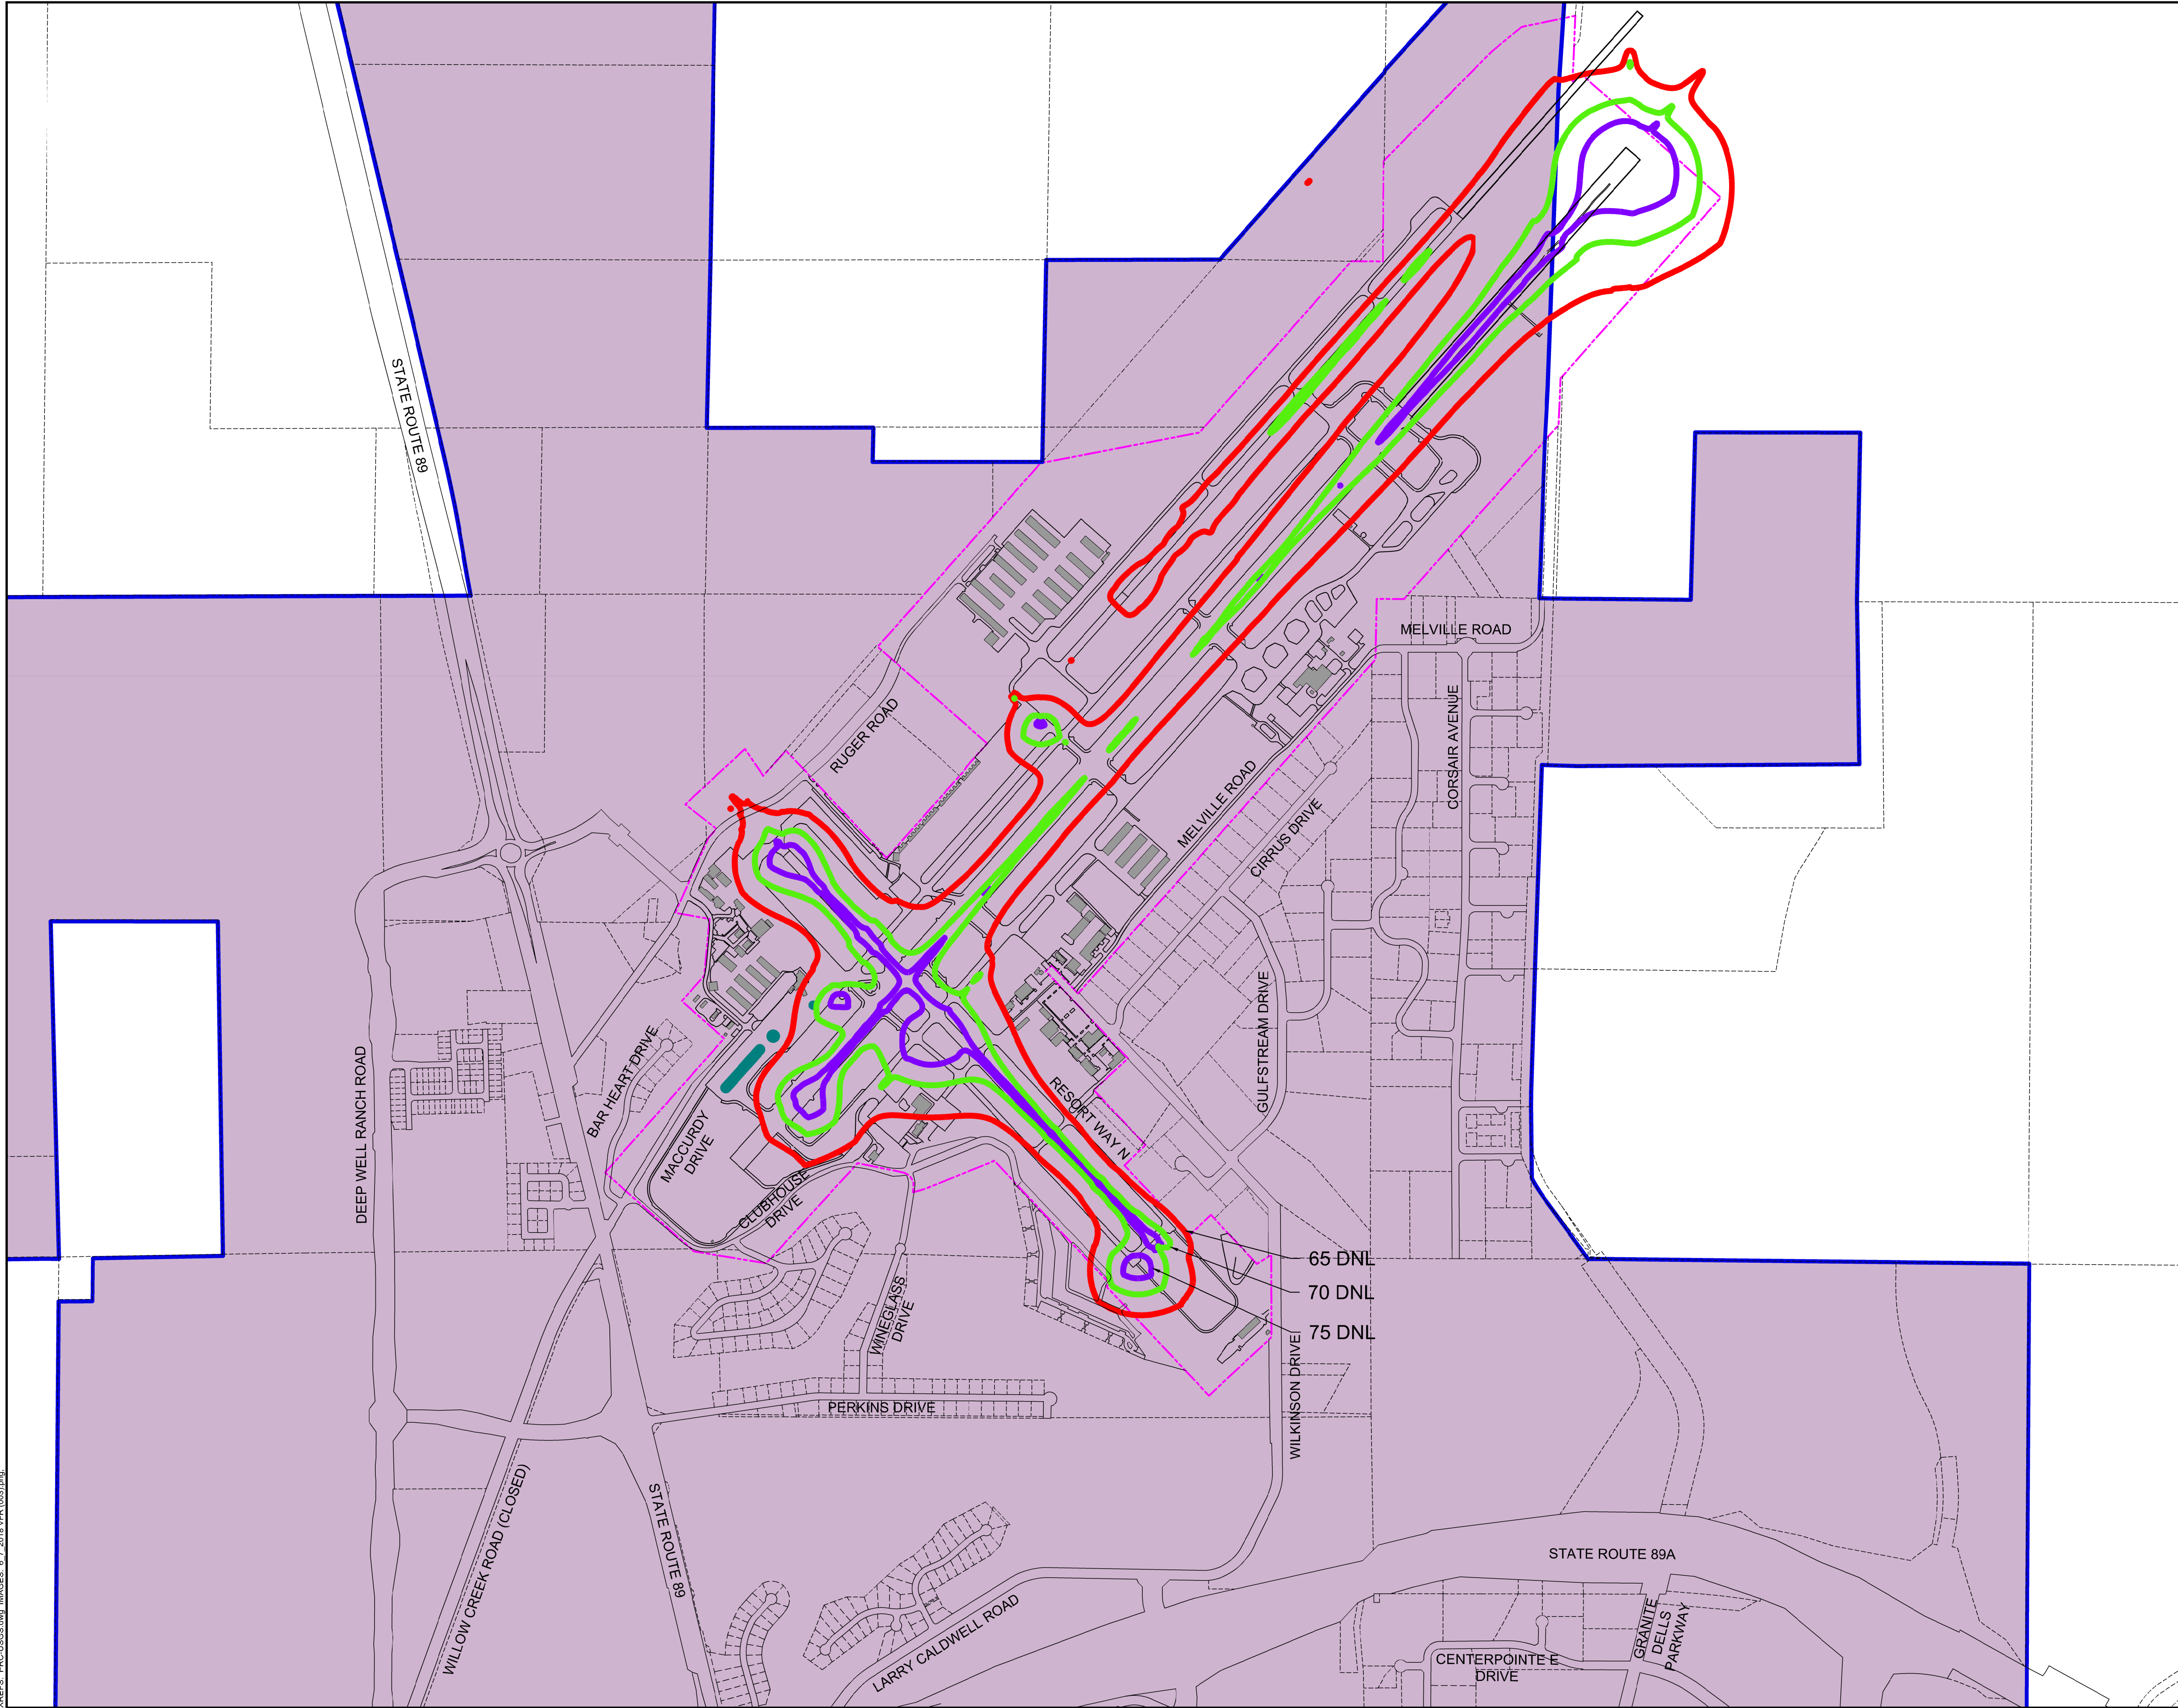 STATE ROUTE 89
MELVILLE ROAD
CORSAIR AVENUE
RUGER ROAD
MELVILLE ROAD
CIRRUS DRIVE
GULFSTREAM DRIVE
DEEP WELL RANCH ROAD
BAR HEART DRIVE
MACCURDY
DRIVE
RESORT WAY N
CLUBHOUSE
DRIVE
65 DNL
70 DNL
75 DNL
WINEGLASS
DRIVE
WILKINSON DRIVE
PERKINS DRIVE
WILLOW CREEK ROAD (CLOSED)
STATE ROUTE 89
STATE ROUTE 89A
LARRY CALDWELL ROAD
GRANITE
DELLS
PARKWAY
CENTERPOINTE E
DRIVE